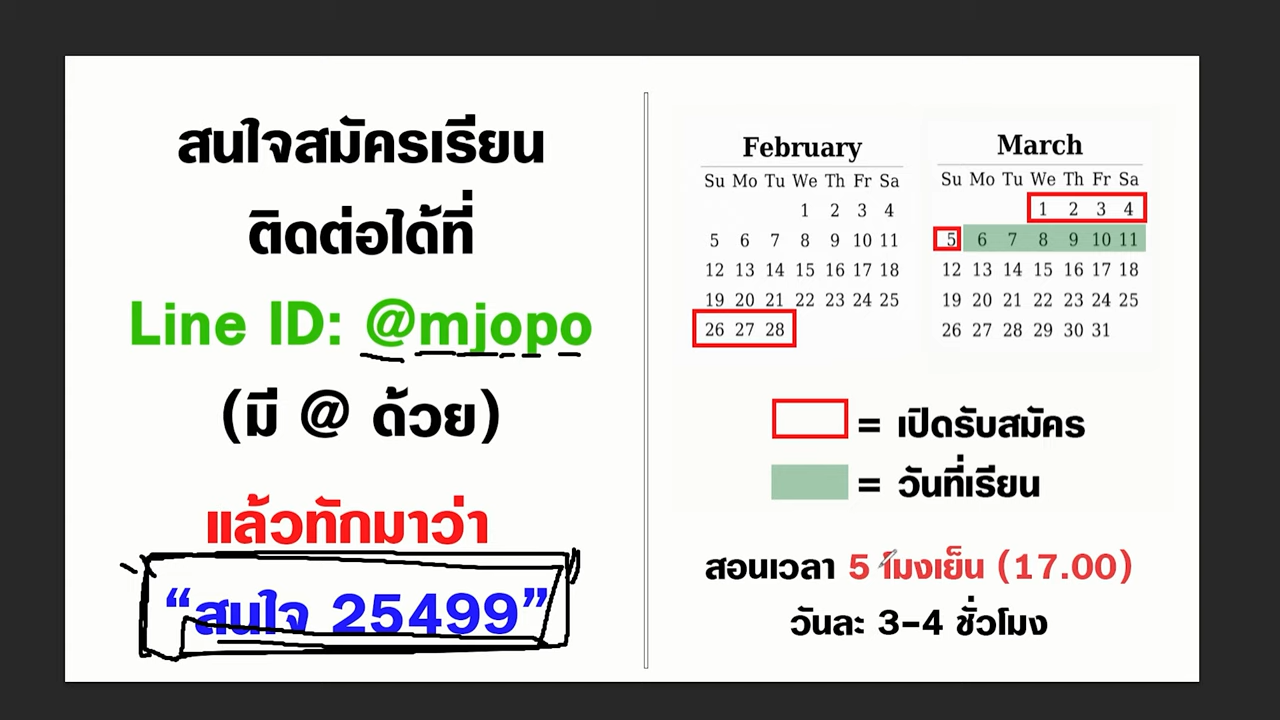 สนใจสมัครเรียน
ติดต่อได้ที่
Line ID: @mjopo
(มี @ ด้วย)
แล้วทักมาว่า
“สนใจ 25499”
February
Su Mo Tu We Th Fr Sa
1 2 3 4
5 6 7 8 9 10 11
12 13 14 15 16 17 18
19 20 21 22 23 24 25
26 27 28
March
Su Mo Tu We Th Fr Sa
1 2 3 4
5 6 7 8 9 10 11
12 13 14 15 16 17 18
19 20 21 22 23 24 25
26 27 28 29 30 31
= เปิดรับสมัคร
= วันที่เรียน
สอนเวลา 5 โมงเย็น (17.00)
วันละ 3-4 ชั่วโมง